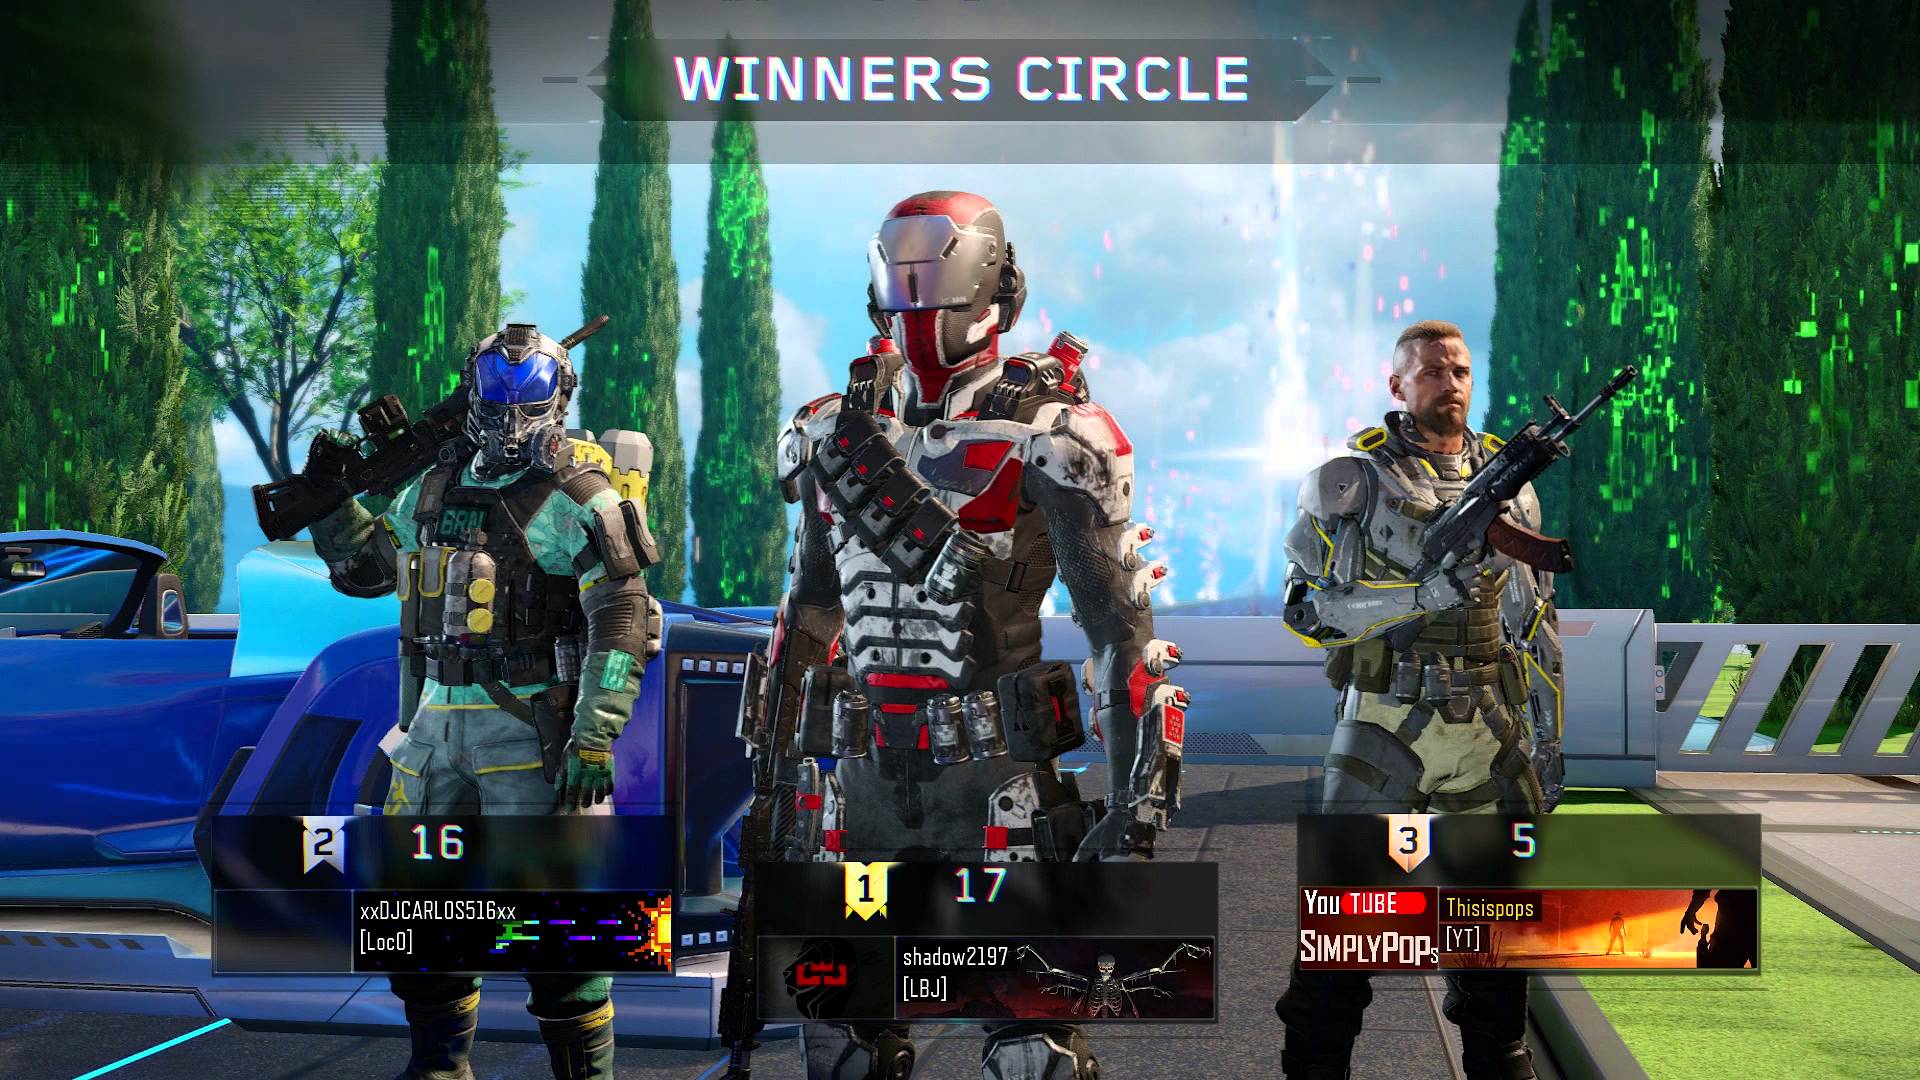 WINNERS CIRCLE
2 16
xxDJCARLOS516xx
[LocO]
1 17
shadow2197
[LBJ]
3 5
YOU TUBE
SIMPLYPOPs
Thisispops
[YT]